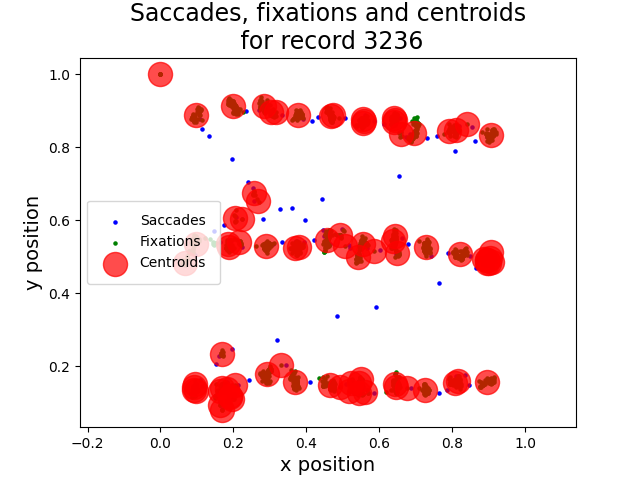 Saccades, fixations and centroids
for record 3236
1.0
0.8
0.6
0.4
0.2
y position
Saccades
Fixations
Centroids
−0.2
0.0
0.2
0.4
0.6
0.8
1.0
x position